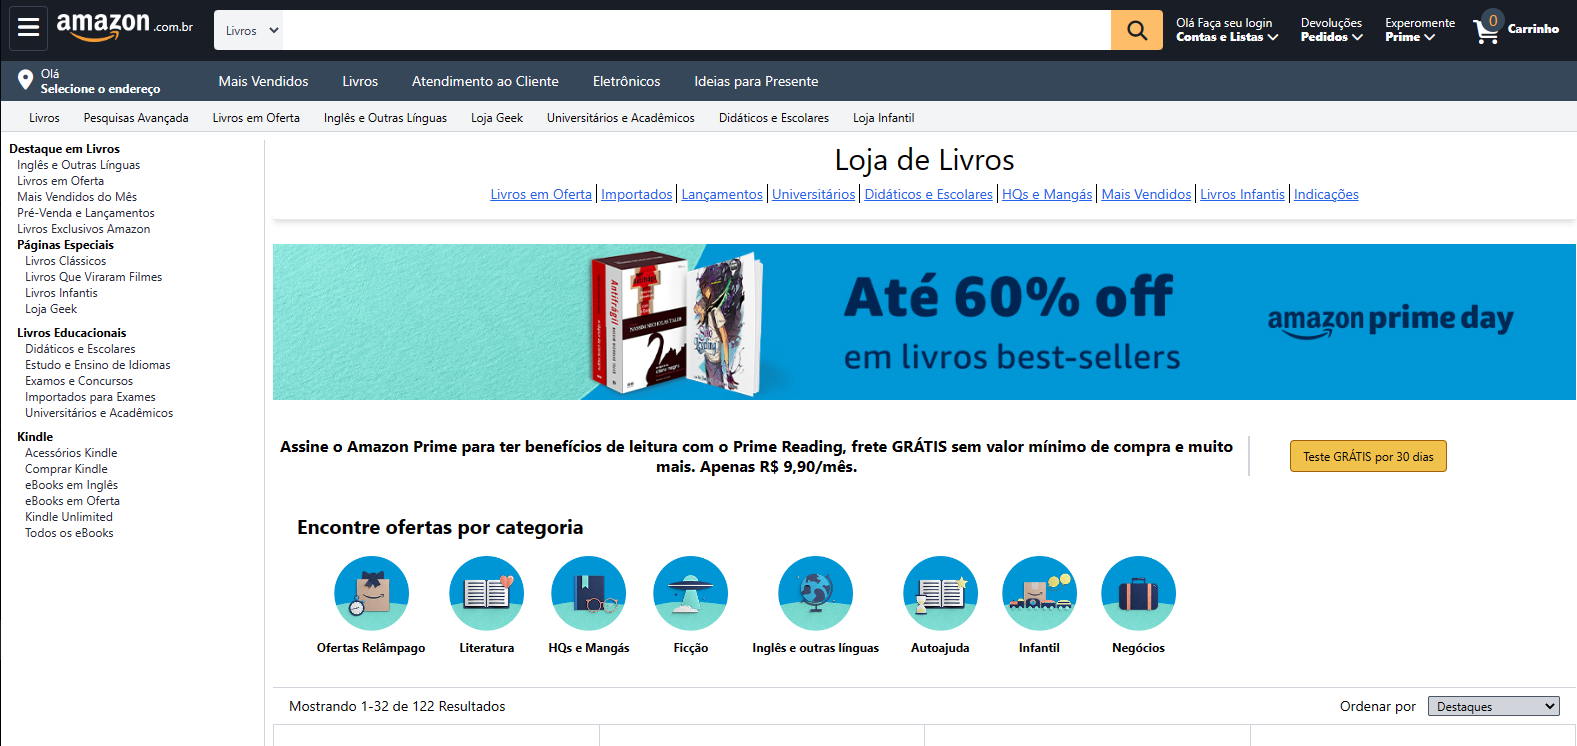 amazon.com.br
Livros
Olá Faça seu login
Contas e Listas
Devoluções
Pedidos
Experomente
Prime
0
Carrinho
Olá
Selecione o endereço
Mais Vendidos
Livros
Atendimento ao Cliente
Eletrônicos
Ideias para Presente
Livros
Pesquisas Avançada
Livros em Oferta
Inglês e Outras Línguas
Loja Geek
Universitários e Acadêmicos
Didáticos e Escolares
Loja Infantil
Destaque em Livros
Inglês e Outras Línguas
Livros em Oferta
Mais Vendidos do Mês
Pré-Venda e Lançamentos
Livros Exclusivos Amazon
Páginas Especiais
Livros Clássicos
Livros Que Viraram Filmes
Livros Infantis
Loja Geek
Livros Educacionais
Didáticos e Escolares
Estudo e Ensino de Idiomas
Examos e Concursos
Importados para Exames
Universitários e Acadêmicos
Kindle
Acessórios Kindle
Comprar Kindle
eBooks em Inglês
eBooks em Oferta
Kindle Unlimited
Todos os eBooks
Loja de Livros
Livros em Oferta
Importados
Lançamentos
Universitários
Didáticos e Escolares
HQs e Mangás
Mais Vendidos
Livros Infantis
Indicações
Antifrágil
NASSIM NICHOLAS TALEB
Solo Leveling
Até 60% off
em livros best-sellers
amazon prime day
Assine o Amazon Prime para ter benefícios de leitura com o Prime Reading, frete GRÁTIS sem valor mínimo de compra e muito
mais. Apenas R$ 9,90/mês.
Teste GRÁTIS por 30 dias
Encontre ofertas por categoria
Ofertas Relâmpago
Literatura
HQs e Mangás
Ficção
Inglês e outras línguas
Autoajuda
Infantil
Negócios
Mostrando 1-32 de 122 Resultados
Ordenar por
Destaques